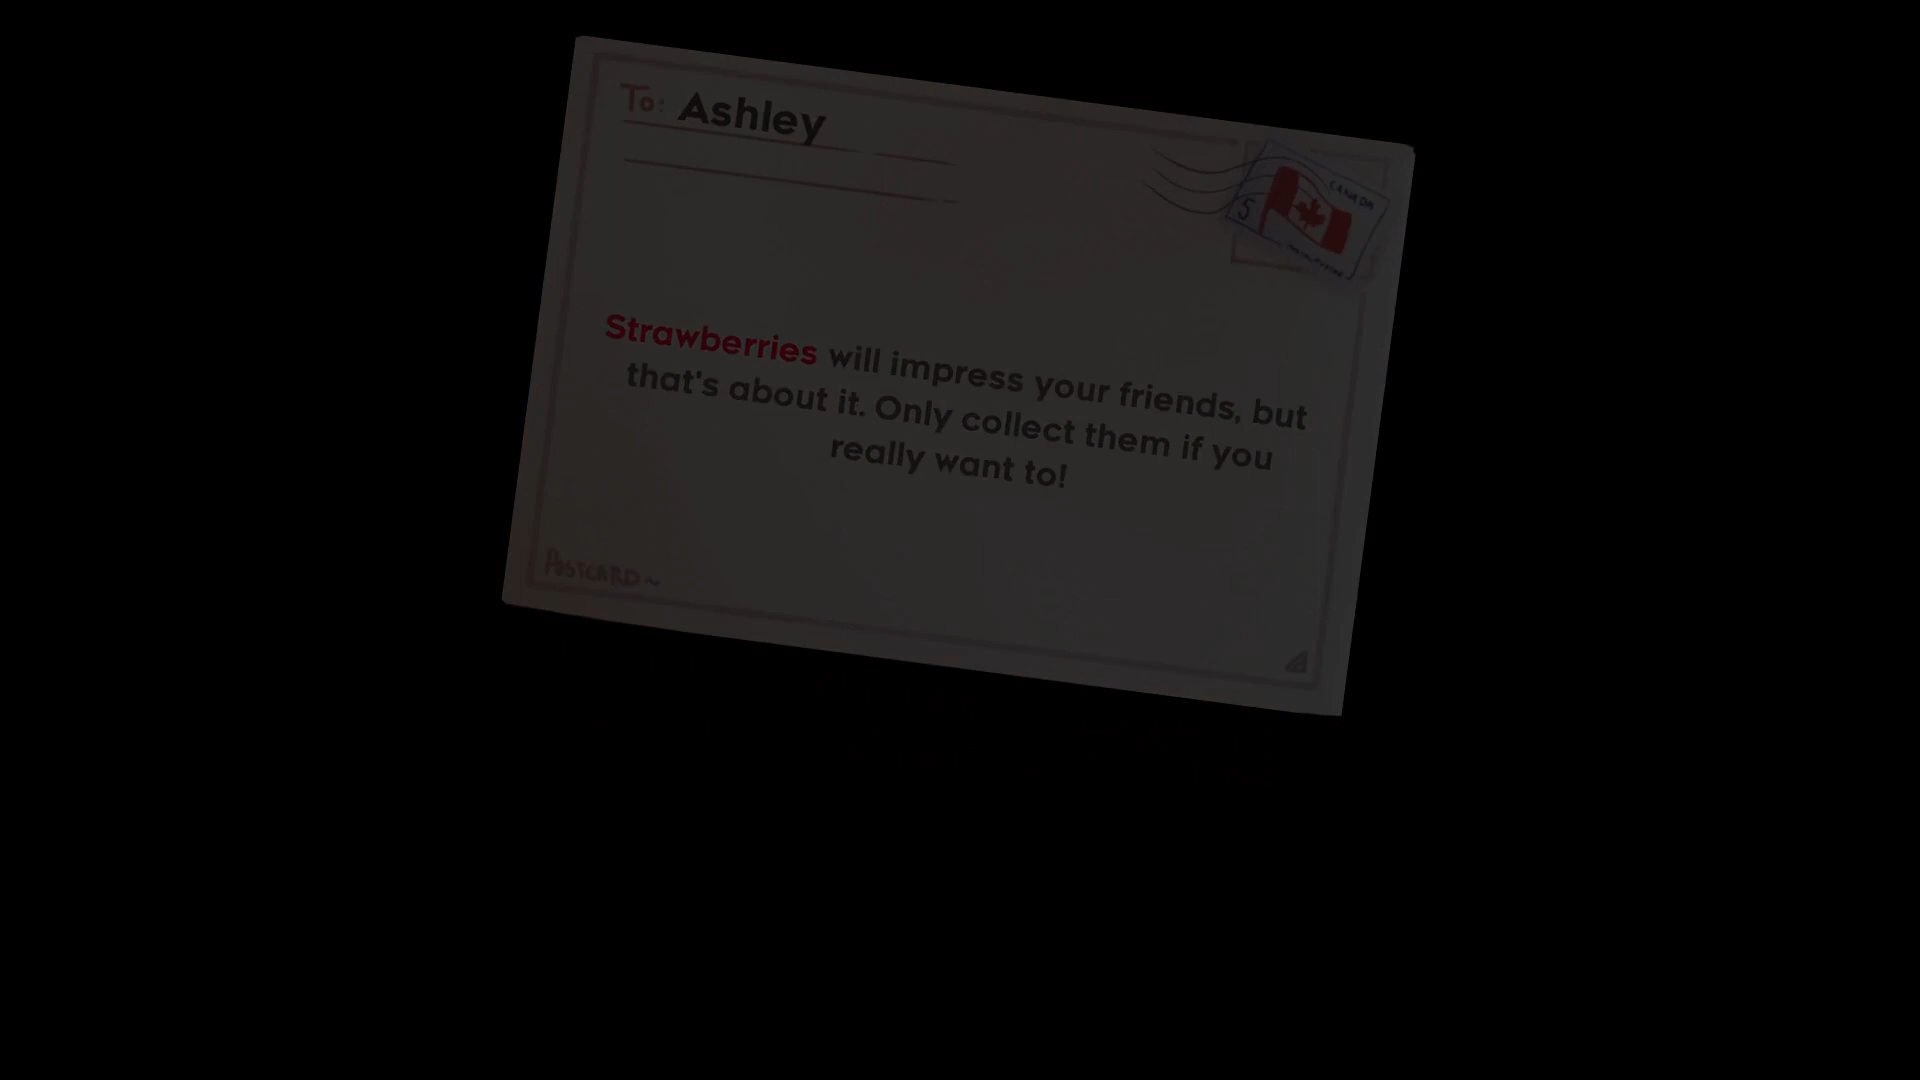 To: Ashley
CANADA
5
Strawberries will impress your friends, but
that's about it. Only collect them if you
really want to!
POSTCARD~